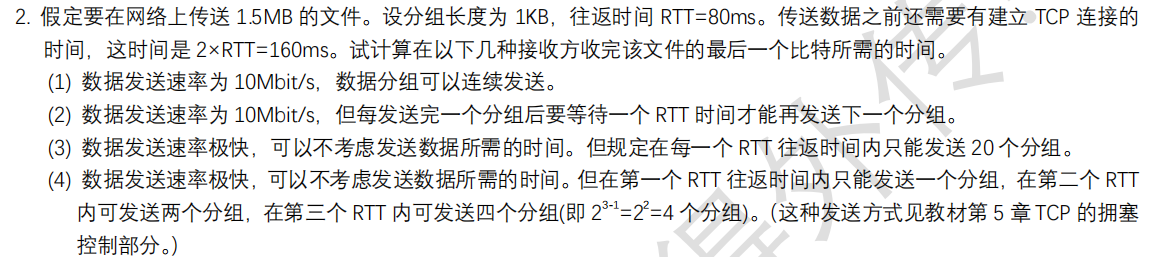 2. 假定要在网络上传送 1.5MB 的文件。设分组长度为 1KB，往返时间 RTT=80ms。传送数据之前还需要有建立 TCP 连接的
时间，这时间是 2×RTT=160ms。试计算在以下几种接收方收完该文件的最后一个比特所需的时间。
(1) 数据发送速率为 10Mbit/s，数据分组可以连续发送。
(2) 数据发送速率为 10Mbit/s，但每发送完一个分组后要等待一个 RTT 时间才能再发送下一个分组。
(3) 数据发送速率极快，可以不考虑发送数据所需的时间。但规定在每一个 RTT 往返时间内只能发送 20 个分组。
(4) 数据发送速率极快，可以不考虑发送数据所需的时间。但在第一个 RTT 往返时间内只能发送一个分组，在第二个 RTT
内可发送两个分组，在第三个 RTT 内可发送四个分组(即 2³⁻¹=2²=4 个分组)。（这种发送方式见教材第 5 章 TCP 的拥塞
控制部分。）
得外传